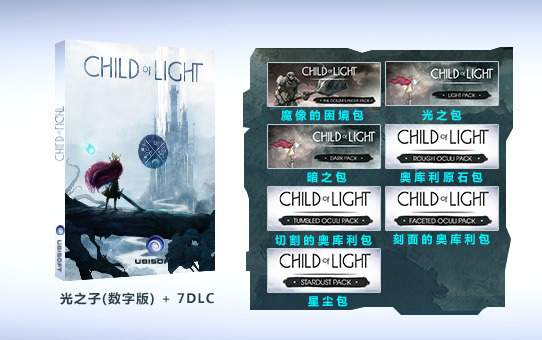 CHILD of LIGHT
CHILD of LIGHT
UBISOFT
UBISOFT
光之子(数字版) + 7DLC
CHILD of LIGHT
THE GOLEM'S PLIGHT PACK
魔像的困境包
CHILD of LIGHT
LIGHT PACK
光之包
CHILD of LIGHT
DARK PACK
暗之包
CHILD of LIGHT
ROUGH OCULI PACK
奥库利原石包
CHILD of LIGHT
TUMBLED OCULI PACK
切割的奥库利包
CHILD of LIGHT
FACETED OCULI PACK
刻面的奥库利包
CHILD of LIGHT
STARDUST PACK
星尘包